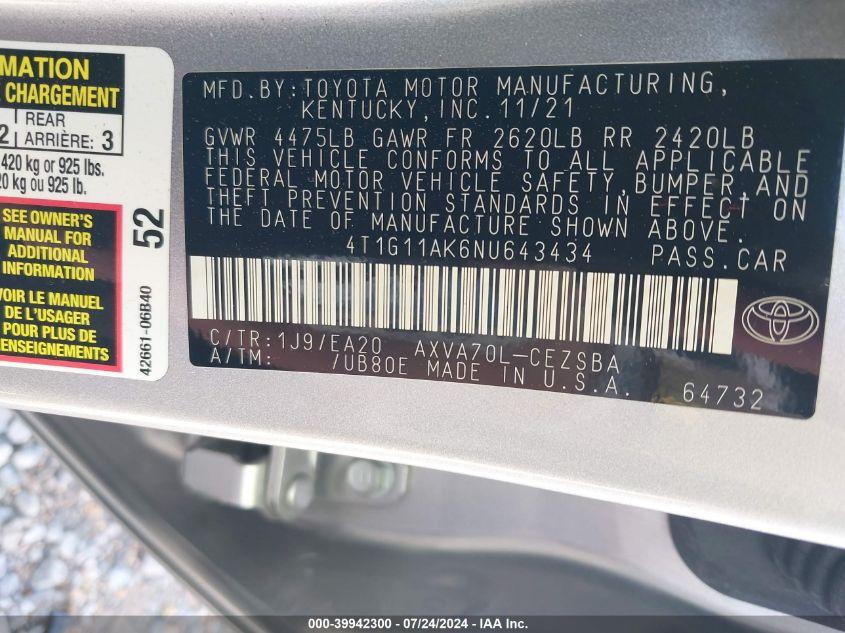 MATION
CHARGEMENT
REAR
2 ARRIÈRE: 3
420 kg or 925 lbs.
20 kg ou 925 lb.
SEE OWNER'S
MANUAL FOR
ADDITIONAL
INFORMATION
VOIR LE MANUEL
DE L'USAGER
POUR PLUS DE
RENSEIGNEMENTS
52
42661-06B40
MFD.BY:TOYOTA MOTOR MANUFACTURING,
KENTUCKY,INC.11/21
GVWR 4475LB GAWR FR 2620LB RR 2420LB
THIS VEHICLE CONFORMS TO ALL APPLICABLE
FEDERAL MOTOR VEHICLE SAFETY,BUMPER,AND
THEFT PREVENTION STANDARDS IN EFFECT ON
THE DATE OF MANUFACTURE SHOWN ABOVE.
4T1G11AK6NU643434 PASS.CAR
C/TR:1J9/EA20 AXVA70L-CEZSBA
A/TM: /UB80E MADE IN U.S.A. 64732
000-39942300 - 07/24/2024 - IAA Inc.